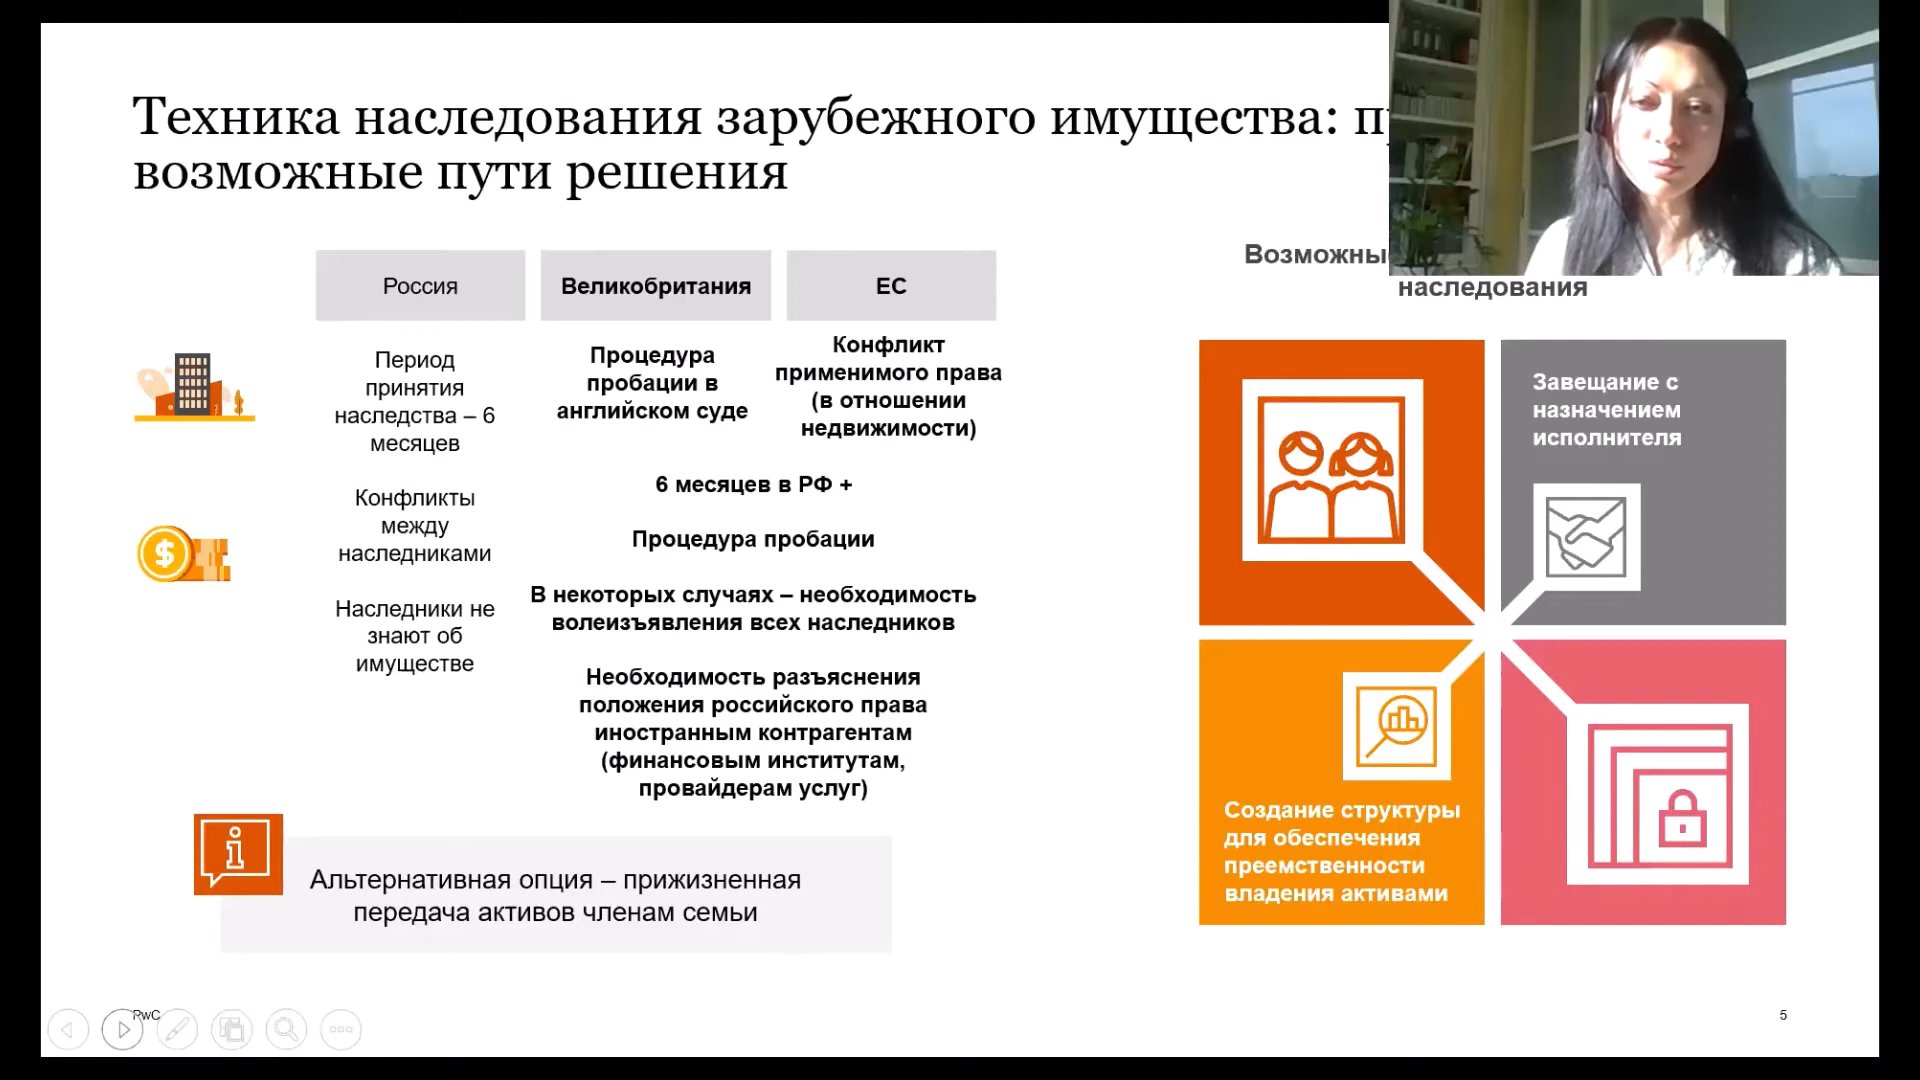 Техника наследования зарубежного имущества:
возможные пути решения
Россия
Великобритания
ЕС
Период
принятия
наследства – 6
месяцев
Конфликты
между
наследниками
Наследники не
знают об
имуществе
Процедура
пробации в
английском суде
Конфликт
применимого права
(в отношении
недвижимости)
6 месяцев в РФ +
Процедура пробации
В некоторых случаях – необходимость
волеизъявления всех наследников
Необходимость разъяснения
положения российского права
иностранным контрагентам
(финансовым институтам,
провайдерам услуг)
Альтернативная опция – прижизненная
передача активов членам семьи
наследования
Завещание с
назначением
исполнителя
Создание структуры
для обеспечения
преемственности
владения активами
PwC
5